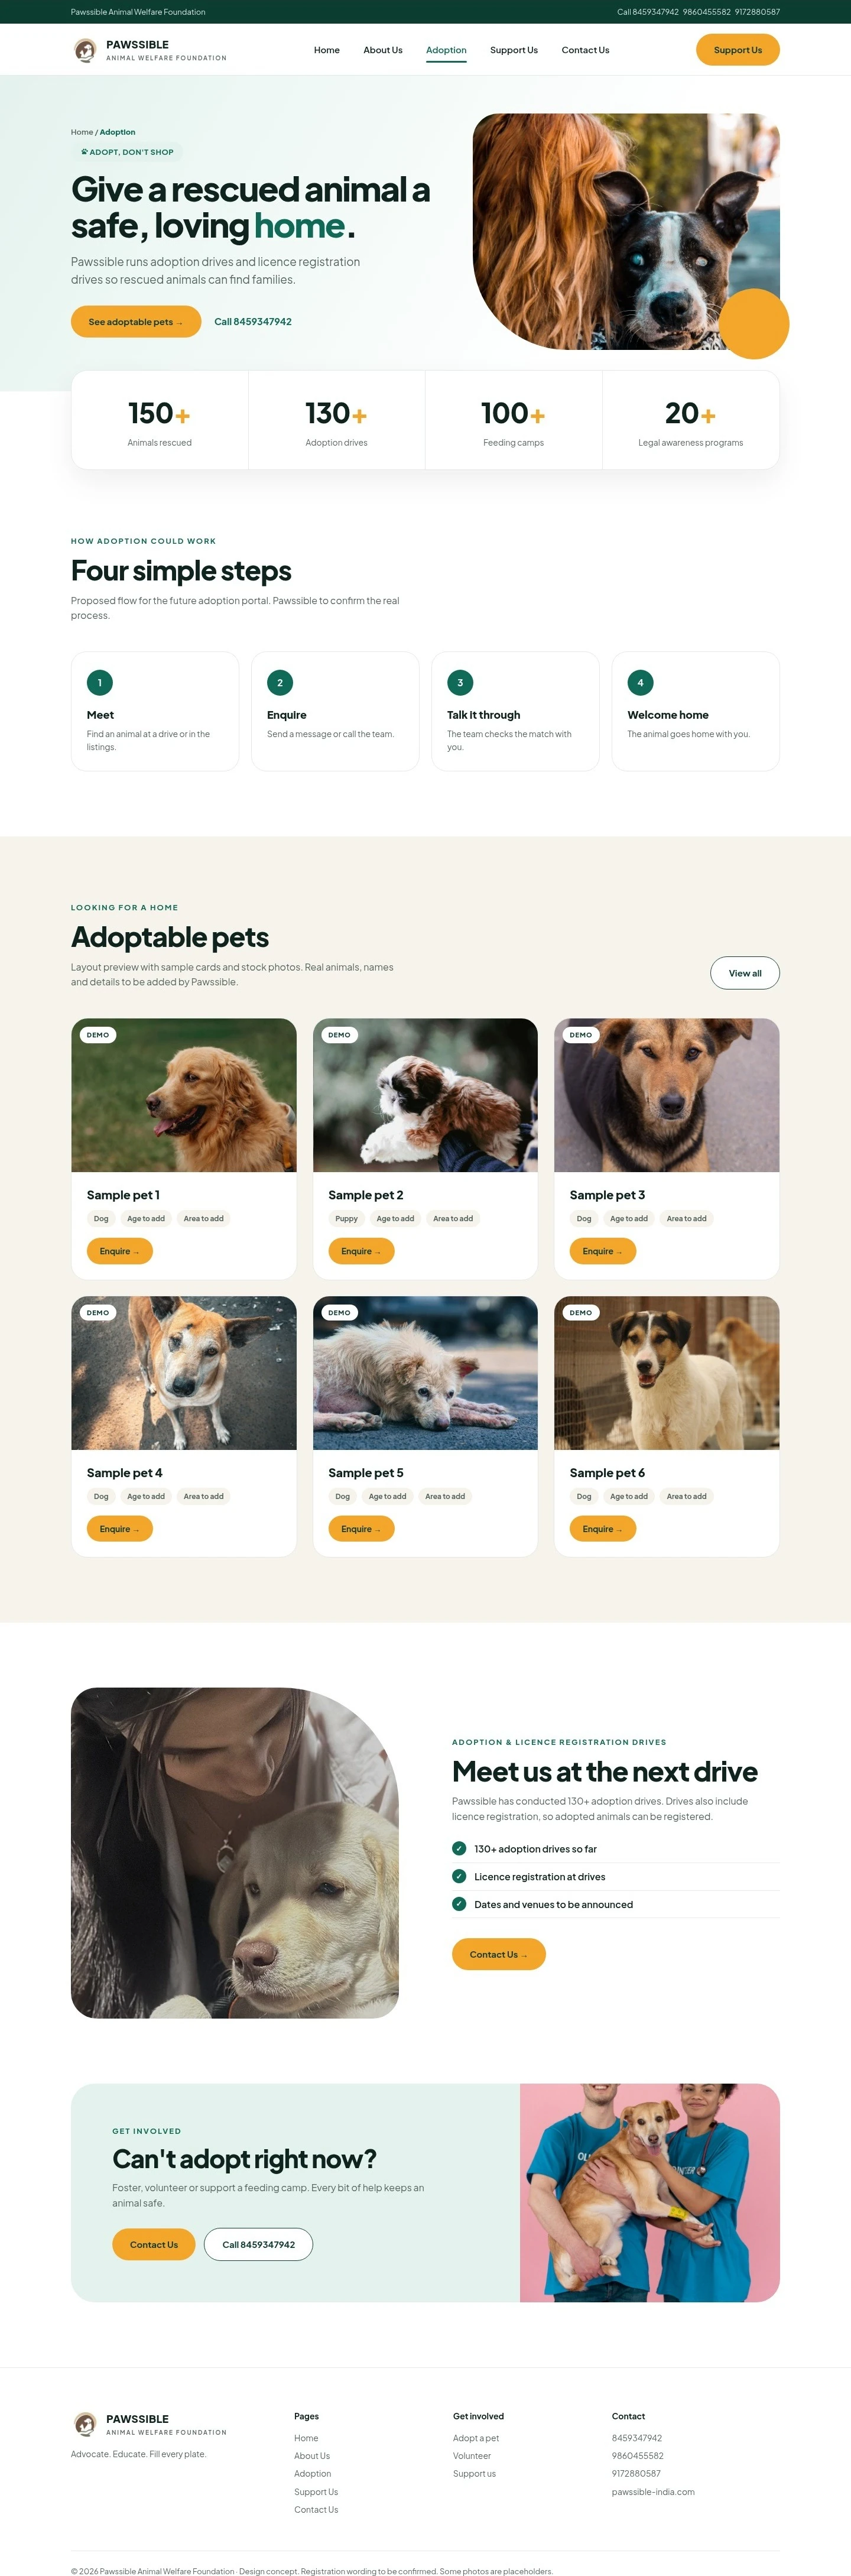 Pawssible Animal Welfare Foundation
Call 8459347942 9860455582 9172880587
PAWSSIBLE
ANIMAL WELFARE FOUNDATION
Home
About Us
Adoption
Support Us
Contact Us
Support Us
Home / Adoption
ADOPT, DON'T SHOP
Give a rescued animal a
safe, loving home.
Pawssible runs adoption drives and licence registration
drives so rescued animals can find families.
See adoptable pets →
Call 8459347942
150+
Animals rescued
130+
Adoption drives
100+
Feeding camps
20+
Legal awareness programs
HOW ADOPTION COULD WORK
Four simple steps
Proposed flow for the future adoption portal. Pawssible to confirm the real
process.
1
Meet
Find an animal at a drive or in the
listings.
2
Enquire
Send a message or call the team.
3
Talk it through
The team checks the match with
you.
4
Welcome home
The animal goes home with you.
LOOKING FOR A HOME
Adoptable pets
Layout preview with sample cards and stock photos. Real animals, names
and details to be added by Pawssible.
View all
DEMO
Sample pet 1
Dog
Age to add
Area to add
Enquire →
DEMO
Sample pet 2
Puppy
Age to add
Area to add
Enquire →
DEMO
Sample pet 3
Dog
Age to add
Area to add
Enquire →
DEMO
Sample pet 4
Dog
Age to add
Area to add
Enquire →
DEMO
Sample pet 5
Dog
Age to add
Area to add
Enquire →
DEMO
Sample pet 6
Dog
Age to add
Area to add
Enquire →
ADOPTION & LICENCE REGISTRATION DRIVES
Meet us at the next drive
Pawssible has conducted 130+ adoption drives. Drives also include
licence registration, so adopted animals can be registered.
130+ adoption drives so far
Licence registration at drives
Dates and venues to be announced
Contact Us →
GET INVOLVED
Can't adopt right now?
Foster, volunteer or support a feeding camp. Every bit of help keeps an
animal safe.
Contact Us
Call 8459347942
PAWSSIBLE
ANIMAL WELFARE FOUNDATION
Advocate. Educate. Fill every plate.
Pages
Home
About Us
Adoption
Support Us
Contact Us
Get involved
Adopt a pet
Volunteer
Support us
Contact
8459347942
9860455582
9172880587
pawssible-india.com
© 2026 Pawssible Animal Welfare Foundation · Design concept. Registration wording to be confirmed. Some photos are placeholders.